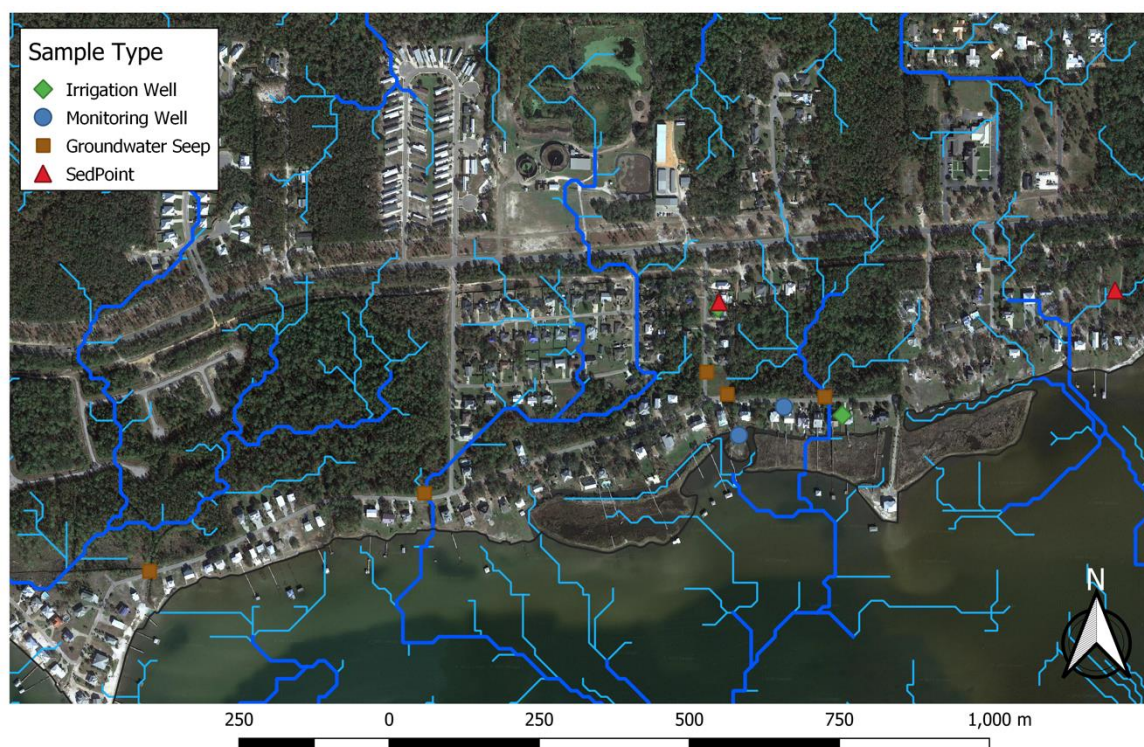 Sample Type
Irrigation Well
Monitoring Well
Groundwater Seep
SedPoint
N
250 0 250 500 750 1,000 m